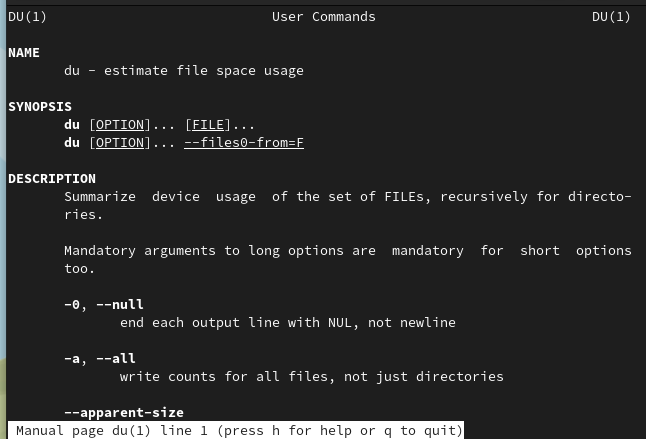 DU(1) User Commands DU(1)
NAME
du - estimate file space usage
SYNOPSIS
du [OPTION]... [FILE]...
du [OPTION]... --files0-from=F
DESCRIPTION
Summarize device usage of the set of FILEs, recursively for directo-
ries.
Mandatory arguments to long options are mandatory for short options
too.
-0, --null
end each output line with NUL, not newline
-a, --all
write counts for all files, not just directories
--apparent-size
Manual page du(1) line 1 (press h for help or q to quit)